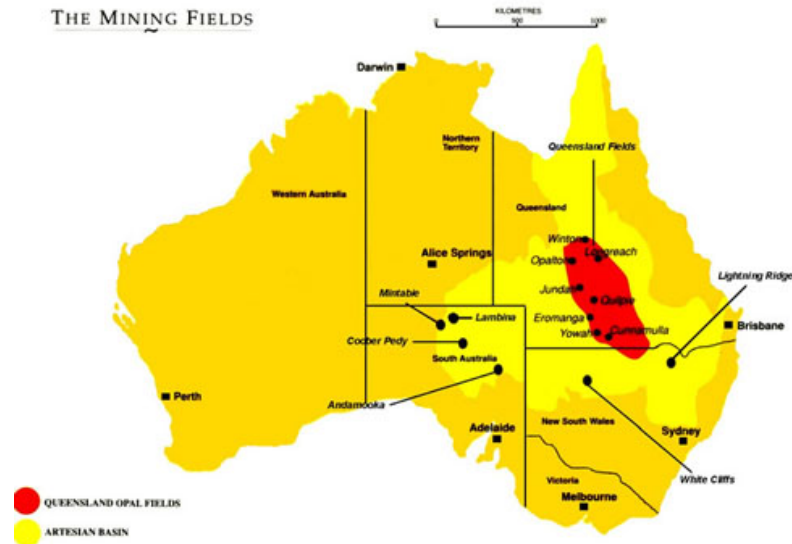 THE MINING FIELDS
KILOMETRES
0 500 1000
Darwin
Northern
Territory
Queensland Fields
Western Australia
Queensland
Winton
Longreach
Alice Springs
Opalton
Lightning Ridge
Jundah
Mintabie
Quilpie
Lambina
Eromanga
Brisbane
Cunnamulla
Yowah
Coober Pedy
South Australia
Perth
Andamooka
New South Wales
Adelaide
Sydney
White Cliffs
Victoria
Melbourne
QUEENSLAND OPAL FIELDS
ARTESIAN BASIN